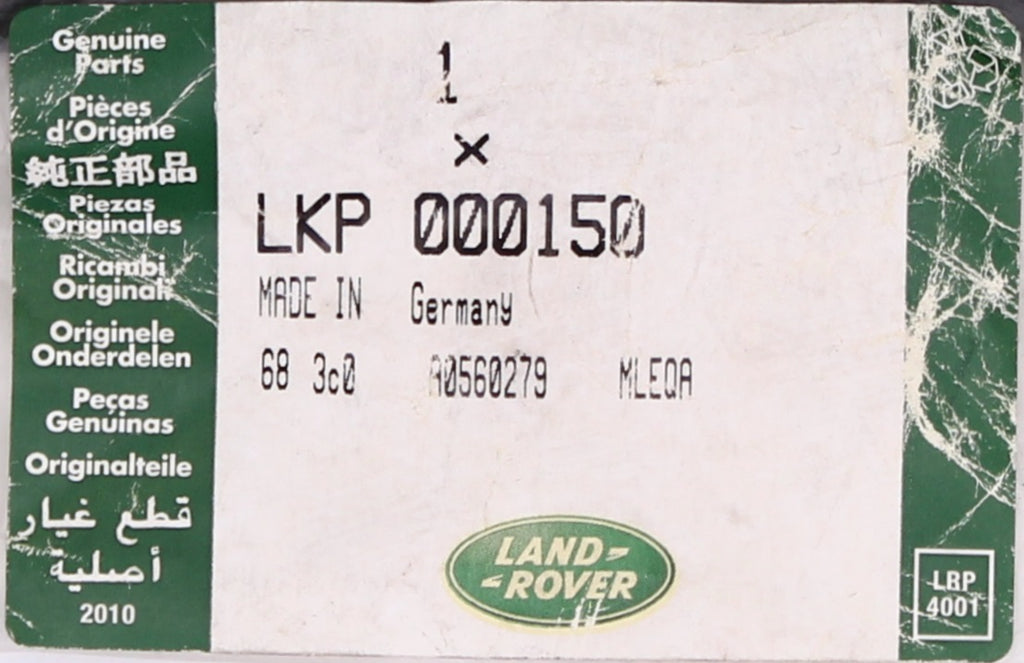 Genuine
Parts
Pièces
d'Origine
純正部品
Piezas
Originales
Ricambi
Originali
Originele
Onderdelen
Peças
Genuinas
Originalteile
قطع غيار
أصلية
2010
1
×
LKP 000150
MADE IN Germany
68 3c0 A0560279 MLEQA
LAND-
-ROVER
LRP
4001